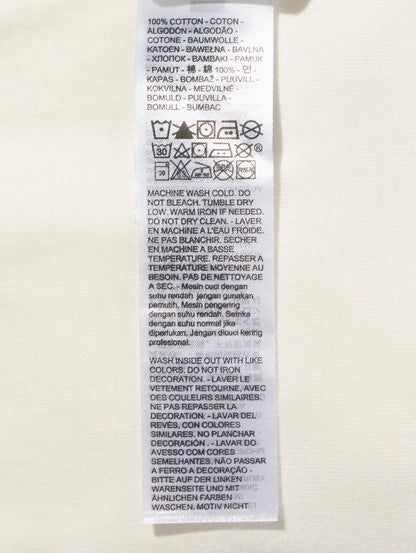 100% COTTON - COTON -
ALGODÓN - ALGODÃO -
COTONE - BAUMWOLLE -
KATOEN - BAWEŁNA - BAVLNA
- ХЛОПОК - BAMBAKI - PAMUK
- PAMUT - 棉 - 綿 100% - 면 -
KAPAS - BOMBAŽ - PUUVILL -
KOKVILNA - MEDVILNĖ -
BOMULD - PUUVILLA -
BOMULL - BUMBAC
30
MACHINE WASH COLD. DO
NOT BLEACH. TUMBLE DRY
LOW. WARM IRON IF NEEDED.
DO NOT DRY CLEAN. - LAVER
EN MACHINE A L'EAU FROIDE.
NE PAS BLANCHIR. SECHER
EN MACHINE A BASSE
TEMPERATURE. REPASSER A
TEMPERATURE MOYENNE AU
BESOIN. PAS DE NETTOYAGE
A SEC. - Mesin cuci dengan
suhu rendah jangan gunakan
pemutih. Mesin pengering
dengan suhu rendah. Setrika
dengan suhu normal jika
diperlukan. Jangan dicuci kering
profesional.
WASH INSIDE OUT WITH LIKE
COLORS. DO NOT IRON
DECORATION. - LAVER LE
VETEMENT RETOURNE, AVEC
DES COULEURS SIMILAIRES.
NE PAS REPASSER LA
DECORATION. - LAVAR DEL
REVÉS, CON COLORES
SIMILARES. NO PLANCHAR
DECORACIÓN . - LAVAR DO
AVESSO COM CORES
SEMELHANTES. NÃO PASSAR
A FERRO A DECORAÇÃO -
BITTE AUF DER LINKEN
WARENSEITE UND MIT
ÄHNLICHEN FARBEN
WASCHEN. MOTIV NICHT